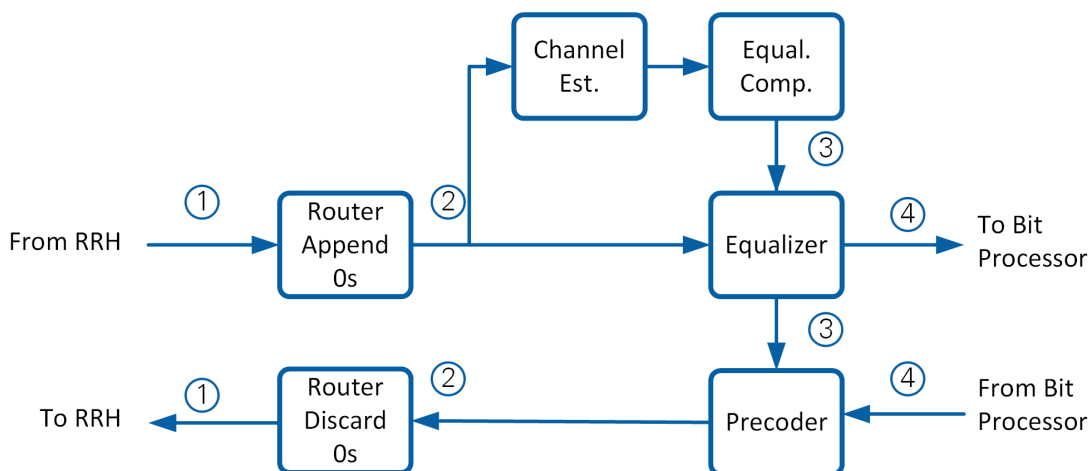 Channel
Est.
Equal.
Comp.
3
1
2
4
From RRH
Router
Append
0s
Equalizer
To Bit
Processor
3
1
2
4
To RRH
Router
Discard
0s
Precoder
From Bit
Processor